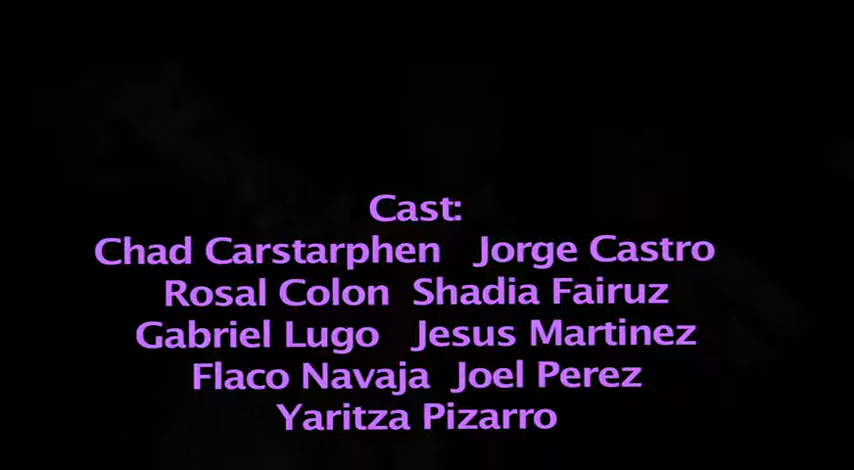 Cast:
Chad Carstarphen Jorge Castro
Rosal Colon Shadia Fairuz
Gabriel Lugo Jesus Martinez
Flaco Navaja Joel Perez
Yaritza Pizarro